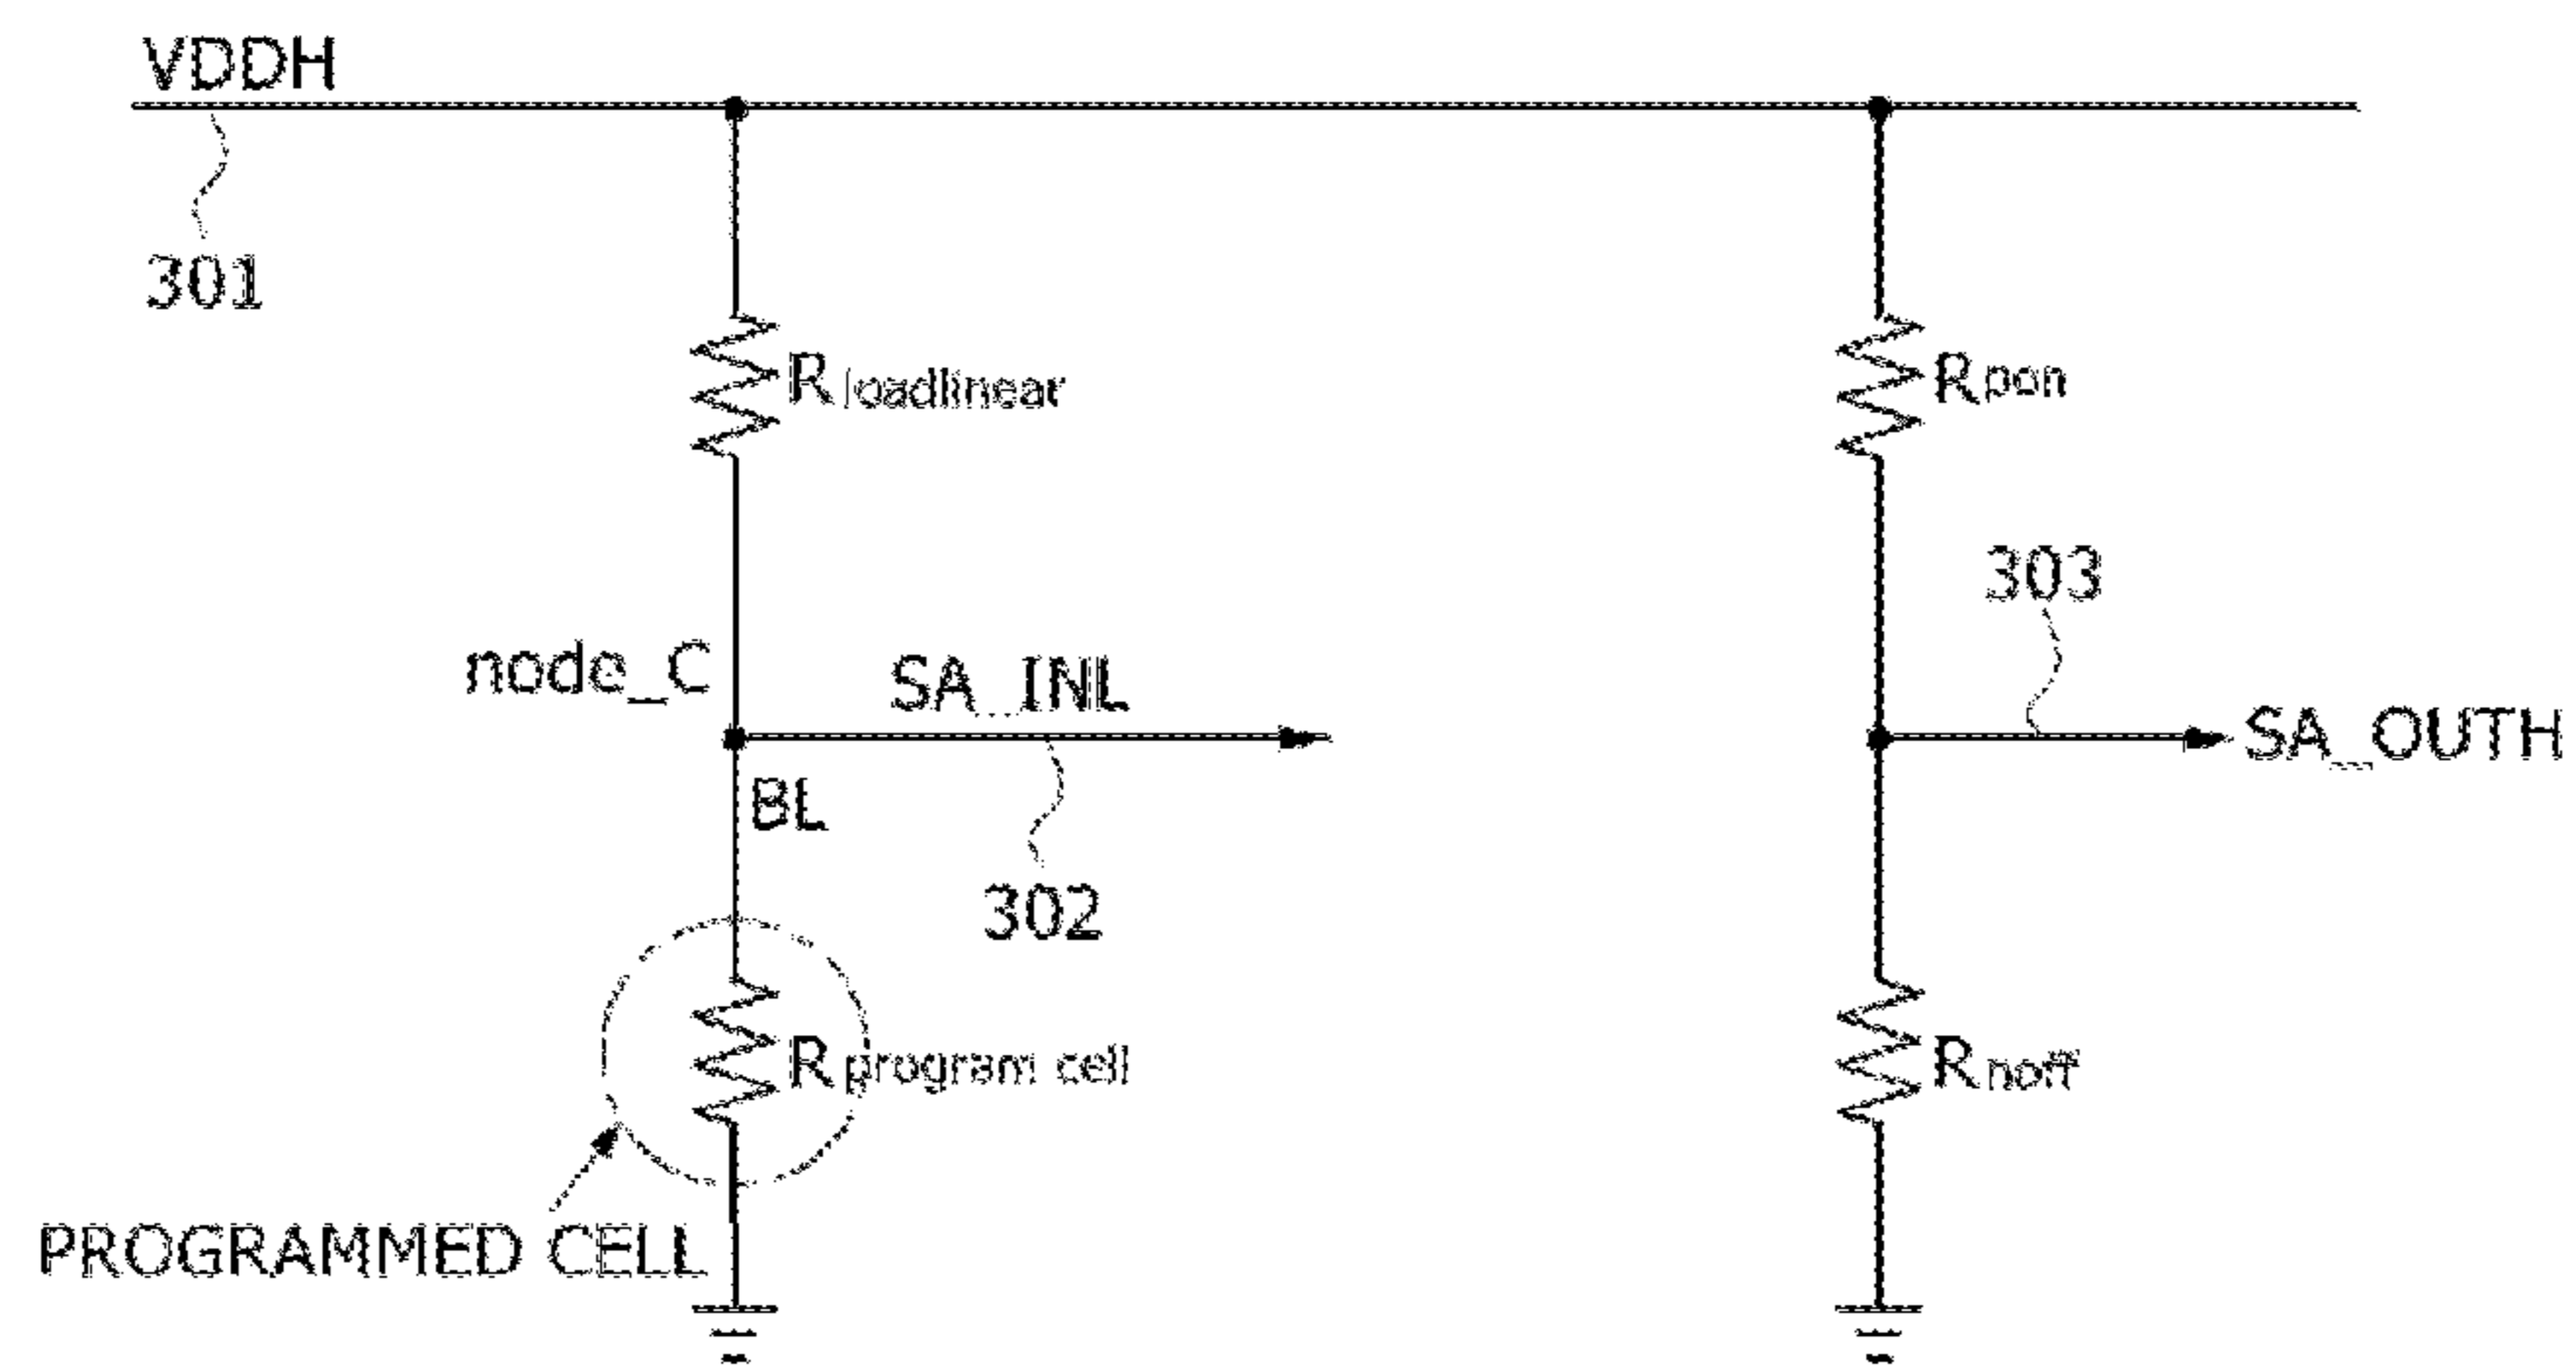 VDDH
301
Rloadlinear
Rpon
303
node_C
SA_INL
SA_OUTH
BL
302
Rprogram cell
Rnoff
PROGRAMMED CELL